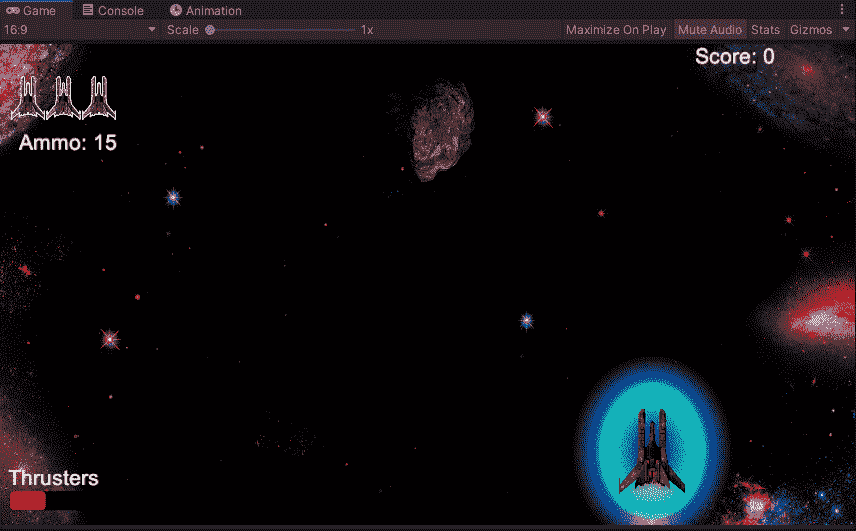 Game Console Animation
16:9 Scale 1x Maximize On Play Mute Audio Stats Gizmos
Score: 0
Ammo: 15
Thrusters